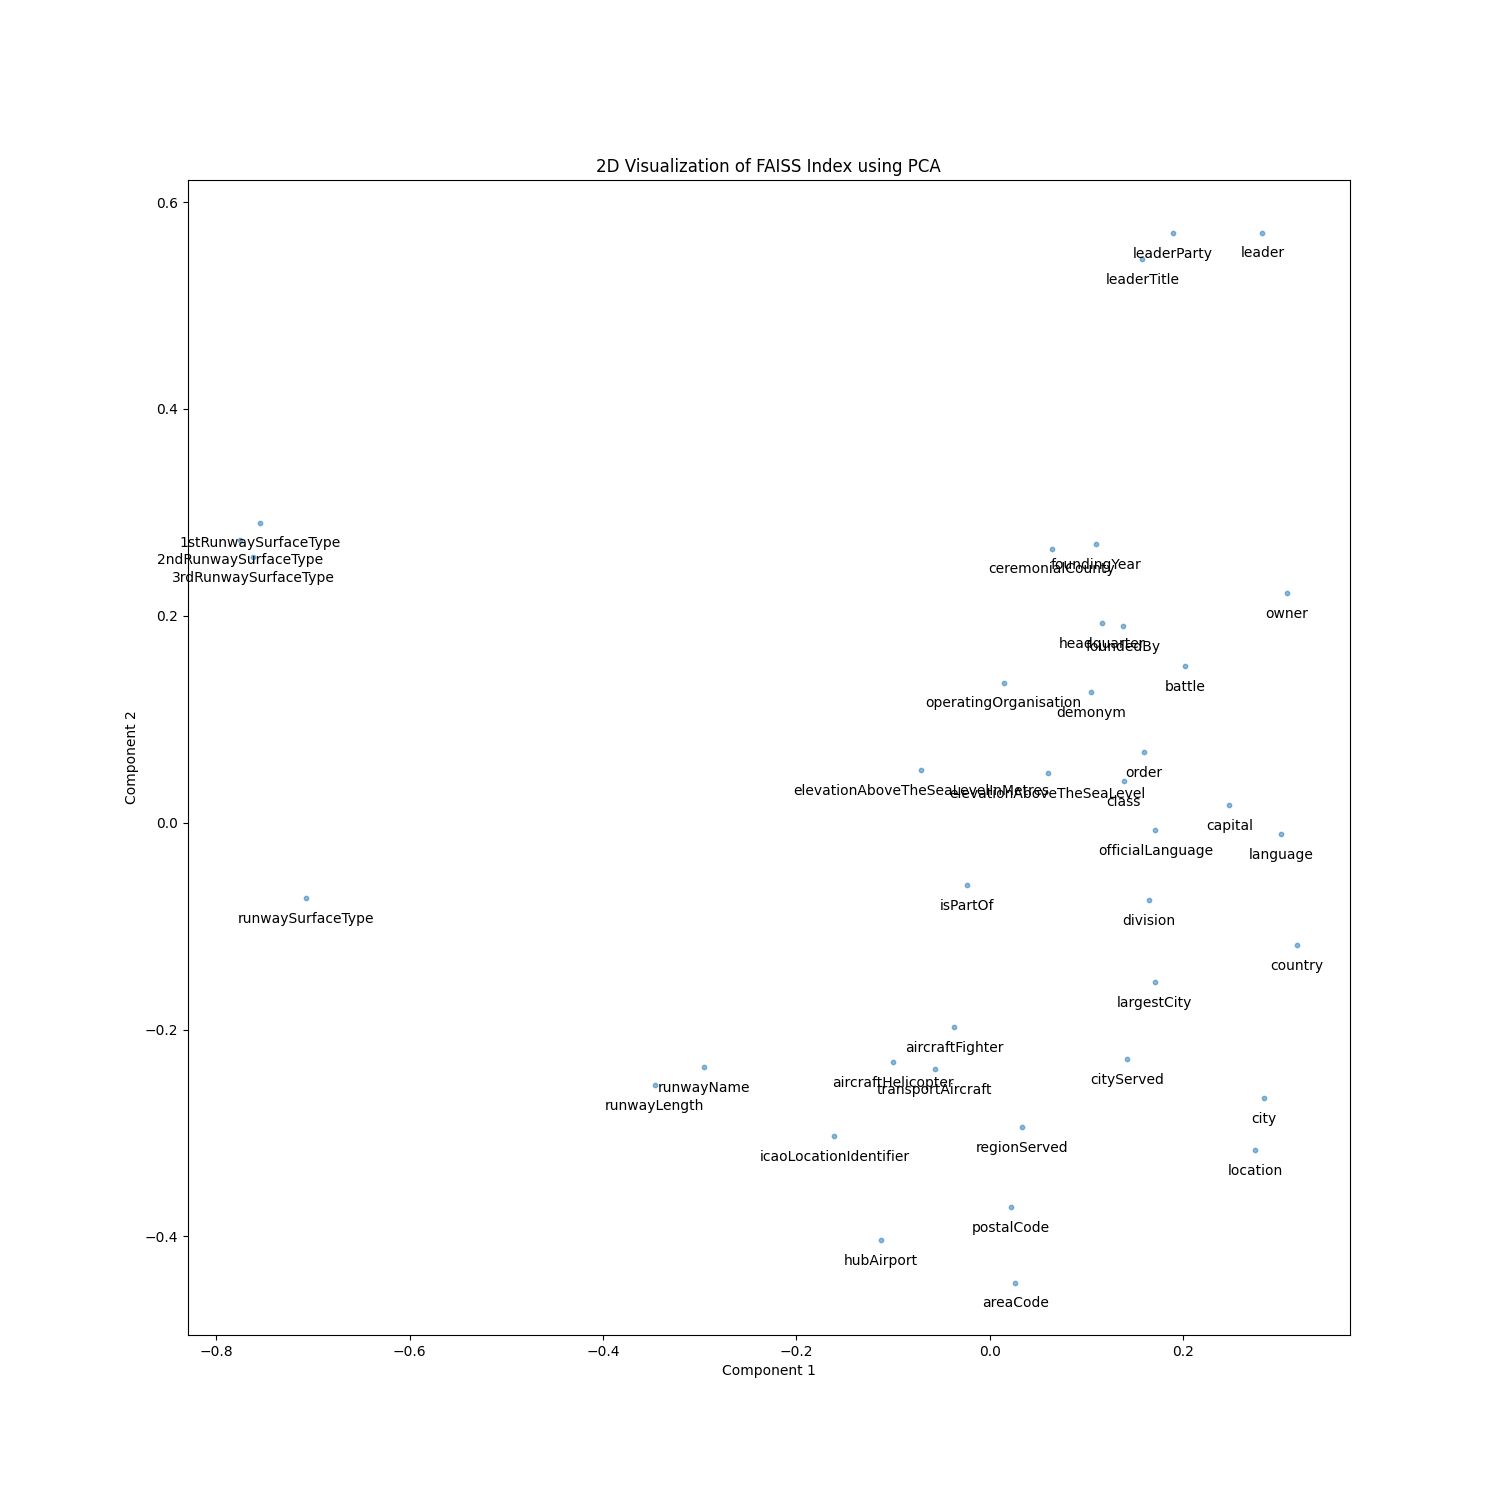 2D Visualization of FAISS Index using PCA
0.6
leaderParty
leader
leaderTitle
0.4
1stRunwaySurfaceType
2ndRunwaySurfaceType
3rdRunwaySurfaceType
foundingYear
ceremonialCounty
0.2
owner
headquarter
foundedBy
battle
operatingOrganisation
demonym
Component 2
order
elevationAboveTheSeaLevelInMetres
elevationAboveTheSeaLevel
class
0.0
capital
officialLanguage
language
isPartOf
runwaySurfaceType
division
country
largestCity
−0.2
aircraftFighter
cityServed
aircraftHelicopter
transportAircraft
runwayName
runwayLength
city
regionServed
icaoLocationIdentifier
location
postalCode
−0.4
hubAirport
areaCode
−0.8
−0.6
−0.4
−0.2
0.0
0.2
Component 1